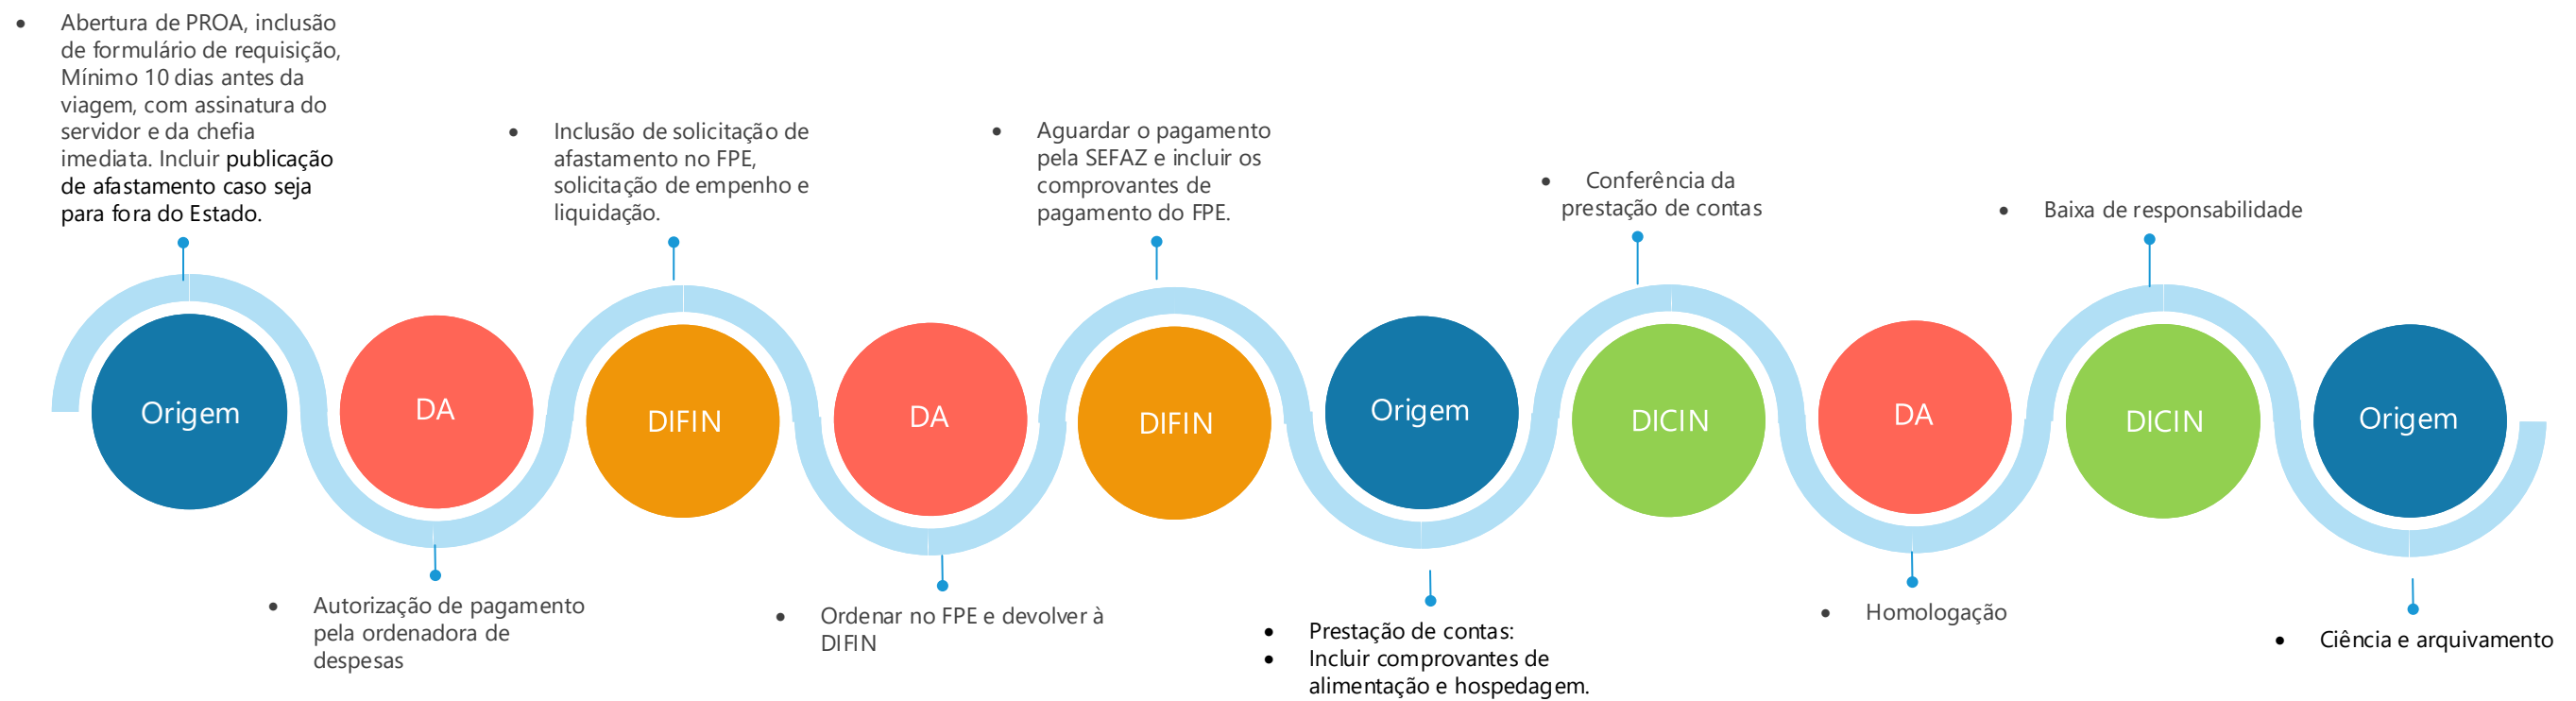 • Abertura de PROA, inclusão
de formulário de requisição,
Mínimo 10 dias antes da
viagem, com assinatura do
servidor e da chefia
imediata. Incluir publicação
de afastamento caso seja
para fora do Estado.
• Inclusão de solicitação de
afastamento no FPE,
solicitação de empenho e
liquidação.
• Aguardar o pagamento
pela SEFAZ e incluir os
comprovantes de
pagamento do FPE.
• Conferência da
prestação de contas
• Baixa de responsabilidade
Origem
DA
DIFIN
DA
DIFIN
Origem
DICIN
DA
DICIN
Origem
• Autorização de pagamento
pela ordenadora de
despesas
• Ordenar no FPE e devolver à
DIFIN
• Prestação de contas:
• Incluir comprovantes de
alimentação e hospedagem.
• Homologação
• Ciência e arquivamento